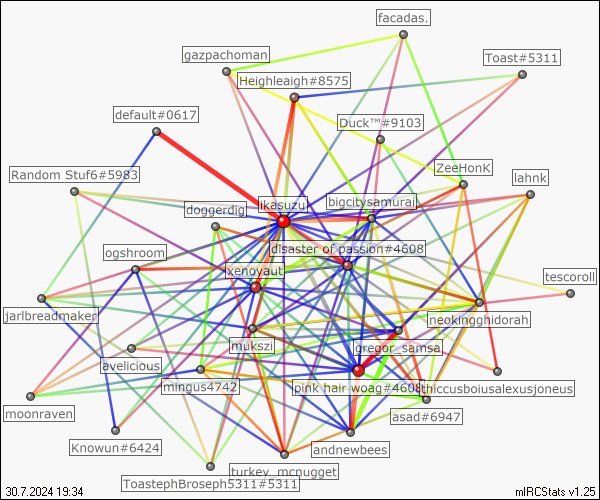 facadas.
gazpachoman
Toast#5311
Heighleaigh#8575
default#0617
Duck™#9103
Random Stuf6#5983
ZeeHonK
lahnk
ikasuzu
bigcitysamurai
doggerdig
disaster of passion#4608
ogshroom
xenoyaut
tescoroll
jarlbreadmaker
neokingghidorah
mukszi
gregor_samsa
avelicious
mingus4742
pink hair woag#4608
thiccusboiusalexusjoneus
moonraven
asad#6947
Knowun#6424
andnewbees
turkey_mcnugget
ToastephBroseph5311#5311
30.7.2024 19:34
mIRCStats v1.25